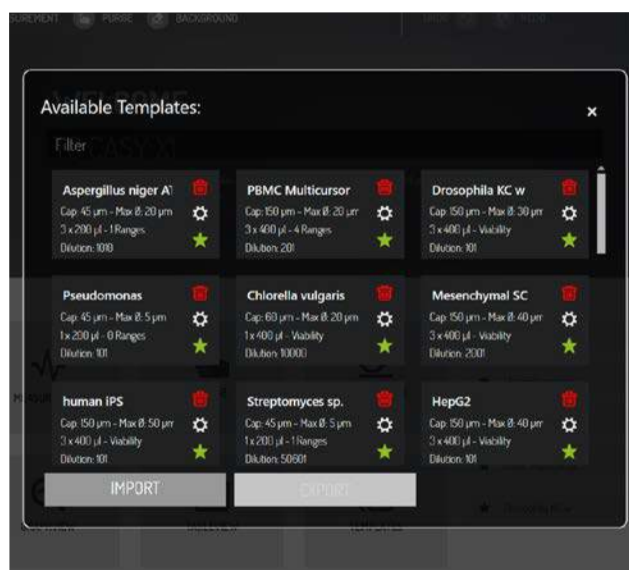 PURGE
BACKGROUND
Available Templates:
×
Filter
Aspergillus niger AT
Cap: 45 µm - Max Ø: 20 µm
3 x 200 µl - 1 Ranges
Dilution: 1010
PBMC Multicursor
Cap: 150 µm - Max Ø: 20 µm
3 x 400 µl - 4 Ranges
Dilution: 201
Drosophila KC w
Cap: 150 µm - Max Ø: 30 µm
3 x 400 µl - Viability
Dilution: 101
Pseudomonas
Cap: 45 µm - Max Ø: 5 µm
1 x 200 µl - 0 Ranges
Dilution: 101
Chlorella vulgaris
Cap: 60 µm - Max Ø: 20 µm
1 x 400 µl - Viability
Dilution: 10000
Mesenchymal SC
Cap: 150 µm - Max Ø: 40 µm
3 x 400 µl - Viability
Dilution: 2001
human iPS
Cap: 150 µm - Max Ø: 50 µm
3 x 400 µl - Viability
Dilution: 101
Streptomyces sp.
Cap: 45 µm - Max Ø: 5 µm
1 x 200 µl - 1 Ranges
Dilution: 50601
HepG2
Cap: 150 µm - Max Ø: 40 µm
3 x 400 µl - Viability
Dilution: 101
IMPORT
EXPORT